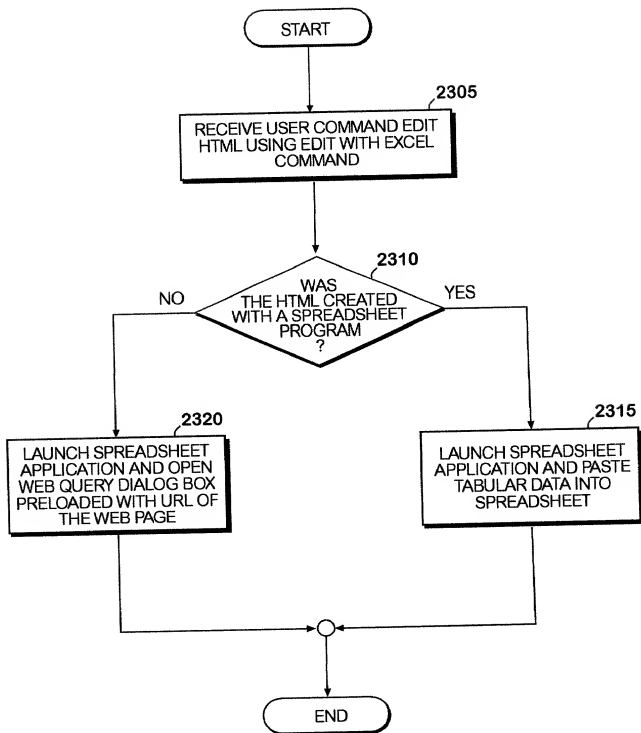 START
2305
RECEIVE USER COMMAND EDIT
HTML USING EDIT WITH EXCEL
COMMAND
2310
WAS
THE HTML CREATED
WITH A SPREADSHEET
PROGRAM
?
NO
YES
2320
LAUNCH SPREADSHEET
APPLICATION AND OPEN
WEB QUERY DIALOG BOX
PRELOADED WITH URL OF
THE WEB PAGE
2315
LAUNCH SPREADSHEET
APPLICATION AND PASTE
TABULAR DATA INTO
SPREADSHEET
END